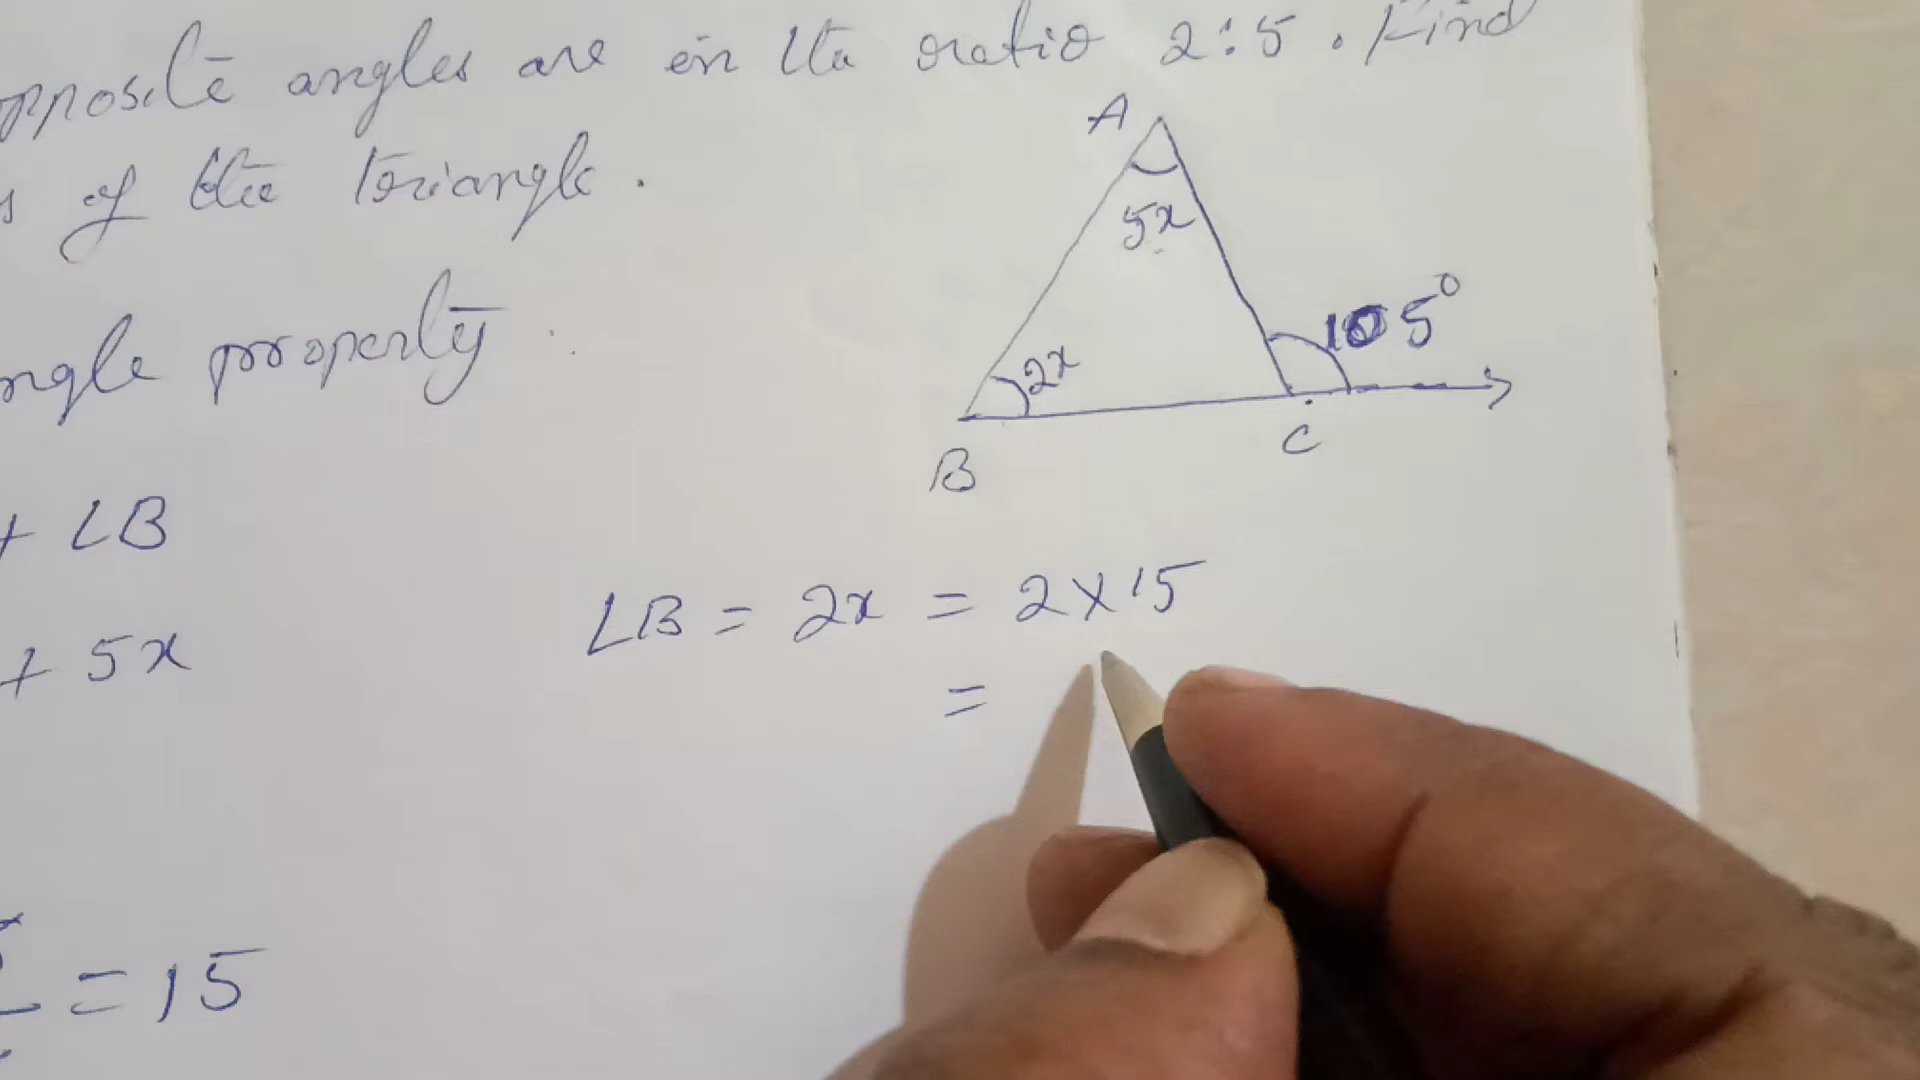 opposite angles are in the ratio 2:5. Find
s of the triangle.
ngle property
A
5x
2x
105°
B
C
+ ∠B
+ 5x
∠B = 2x = 2×15
=
= 15